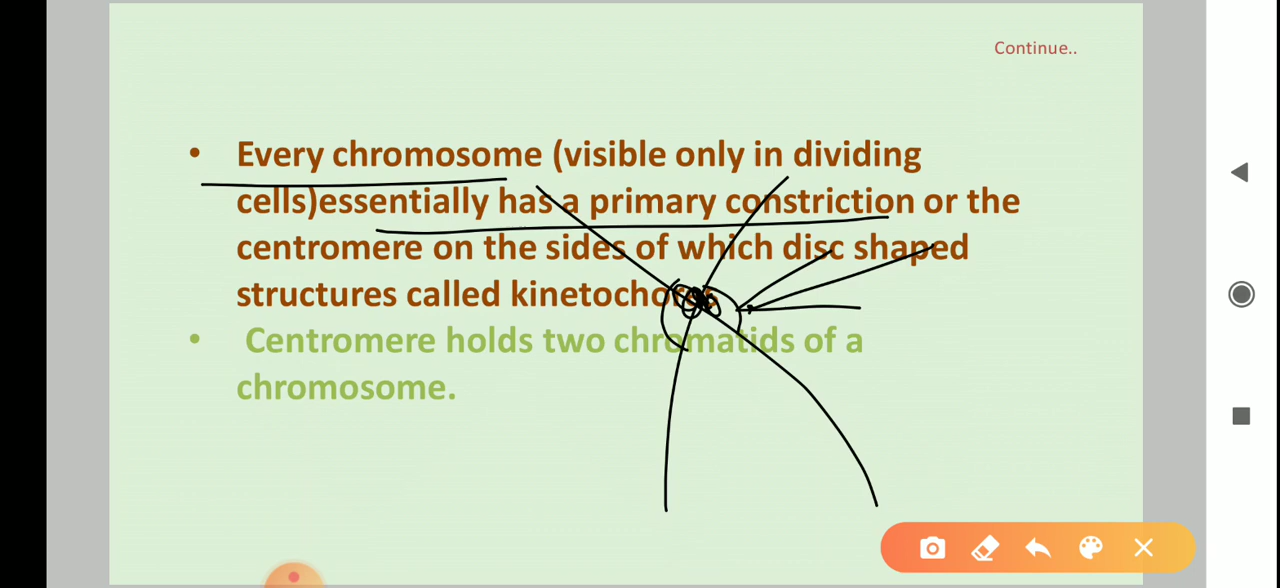 Continue..
• Every chromosome (visible only in dividing
cells)essentially has a primary constriction or the
centromere on the sides of which disc shaped
structures called kinetochores
• Centromere holds two chromatids of a
chromosome.